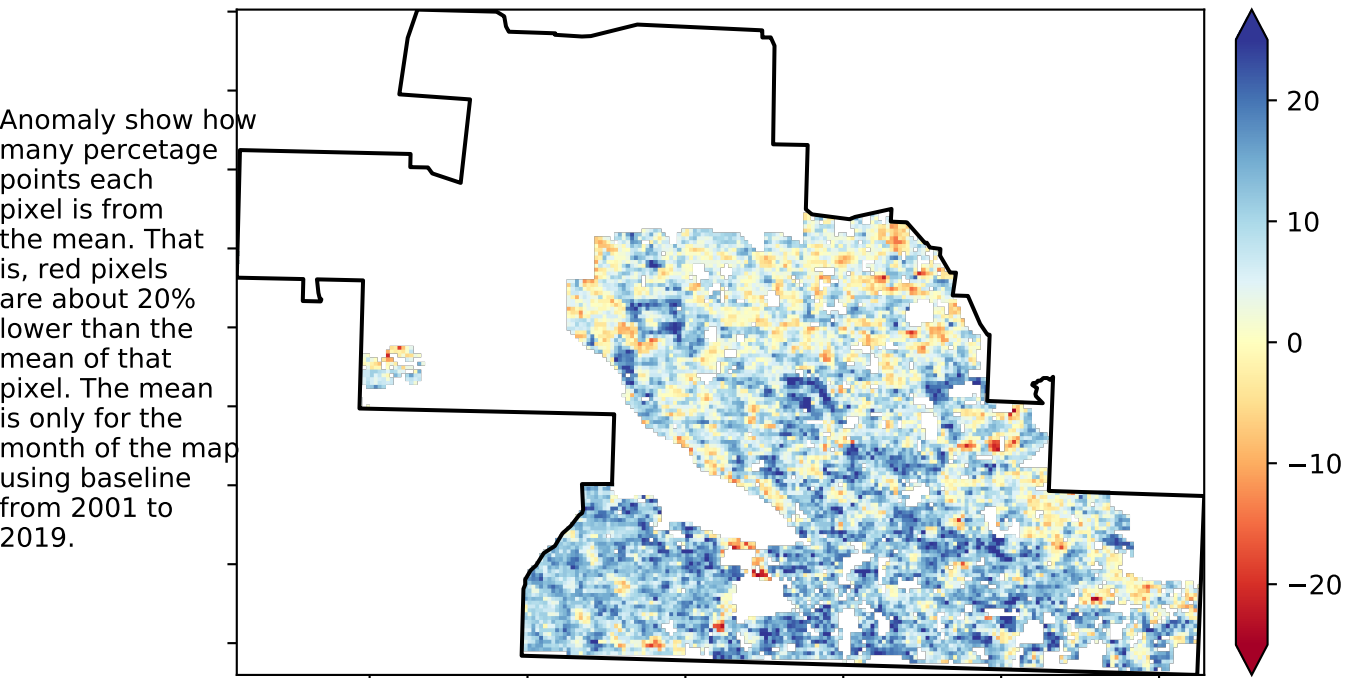 Anomaly show how
many percetage
points each
pixel is from
the mean. That
is, red pixels
are about 20%
lower than the
mean of that
pixel. The mean
is only for the
month of the map
using baseline
from 2001 to
2019.
20
10
0
−10
−20